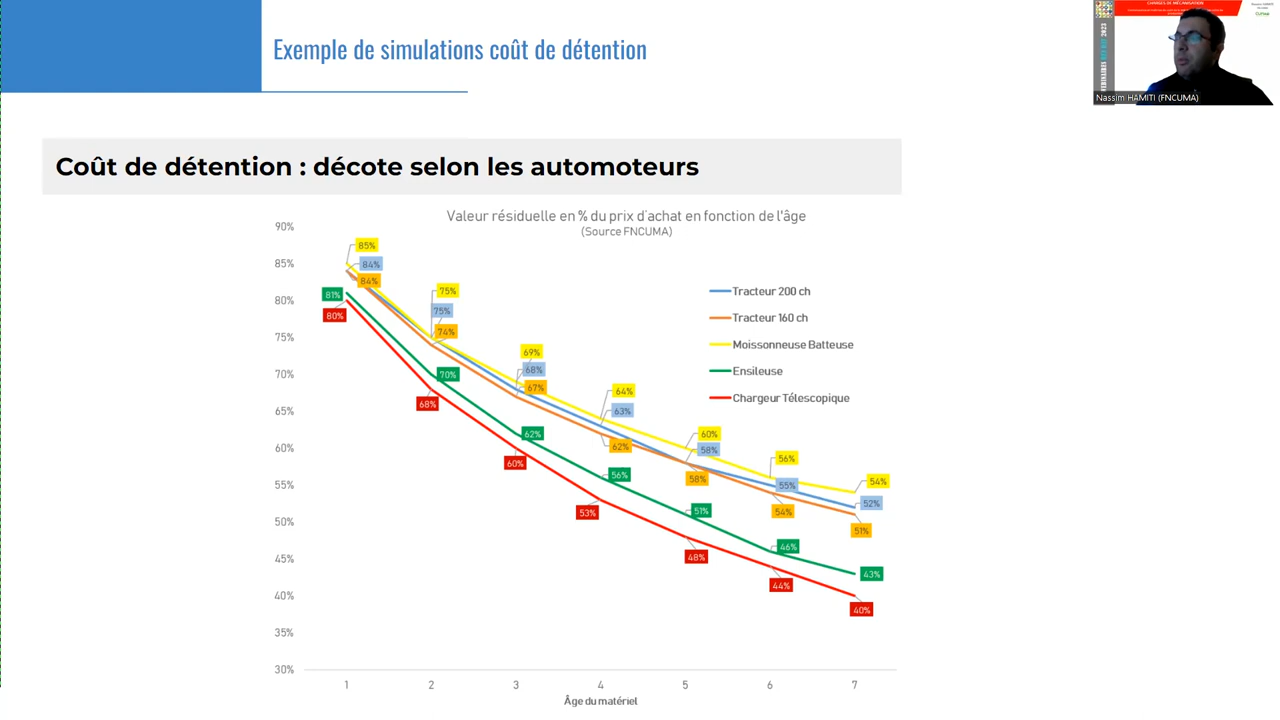 Exemple de simulations coût de détention
CHARGES DE MÉCANISATION
Nassim HAMITI (FNCUMA)
Coût de détention : décote selon les automoteurs
Valeur résiduelle en % du prix d'achat en fonction de l'âge
(Source FNCUMA)
90%
85%
80%
75%
70%
65%
60%
55%
50%
45%
40%
35%
30%
85% 75% 69% 64% 60% 56% 54%
84% 75% 68% 63% 58% 55% 52%
84% 74% 67% 62% 58% 54% 51%
81% 70% 62% 56% 51% 46% 43%
80% 68% 60% 53% 48% 44% 40%
Tracteur 200 ch
Tracteur 160 ch
Moissonneuse Batteuse
Ensileuse
Chargeur Télescopique
1 2 3 4 5 6 7
Âge du matériel